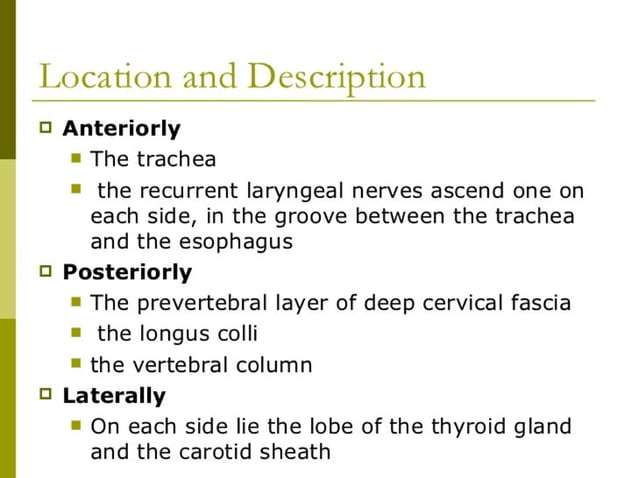 Location and Description
Anteriorly
The trachea
the recurrent laryngeal nerves ascend one on
each side, in the groove between the trachea
and the esophagus
Posteriorly
The prevertebral layer of deep cervical fascia
the longus colli
the vertebral column
Laterally
On each side lie the lobe of the thyroid gland
and the carotid sheath